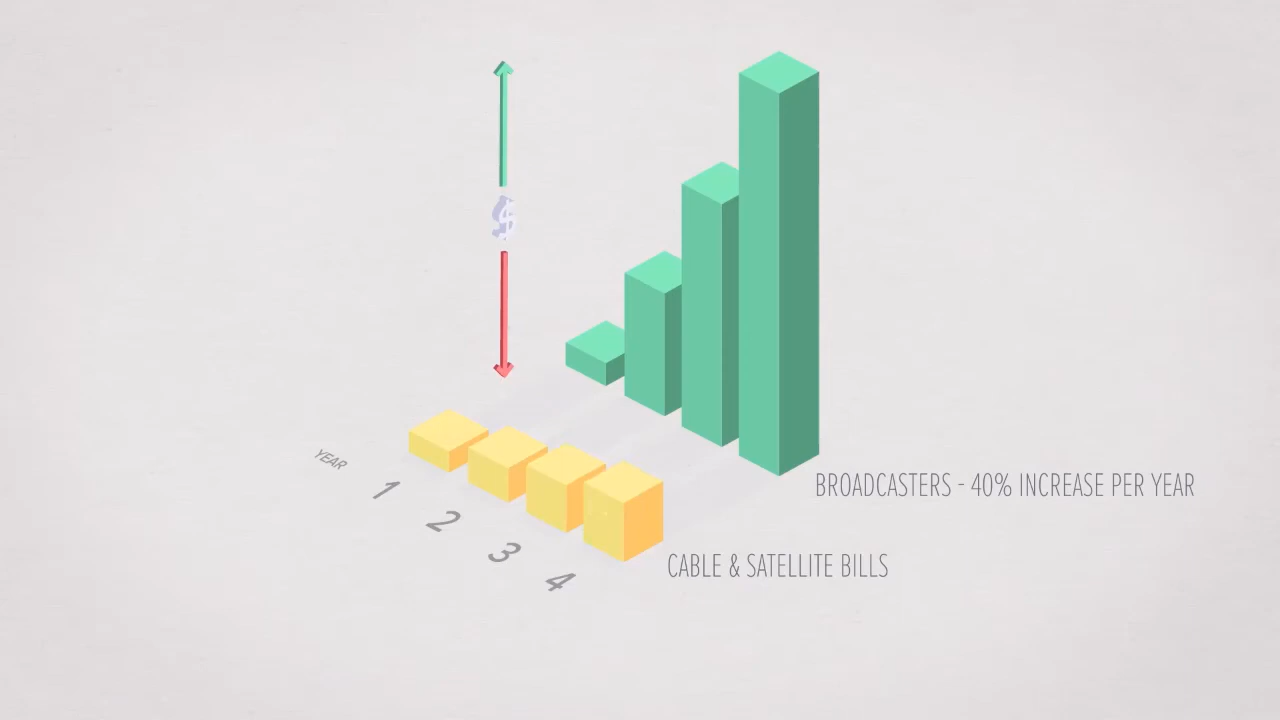 $
YEAR
1
2
3
4
BROADCASTERS - 40% INCREASE PER YEAR
CABLE & SATELLITE BILLS